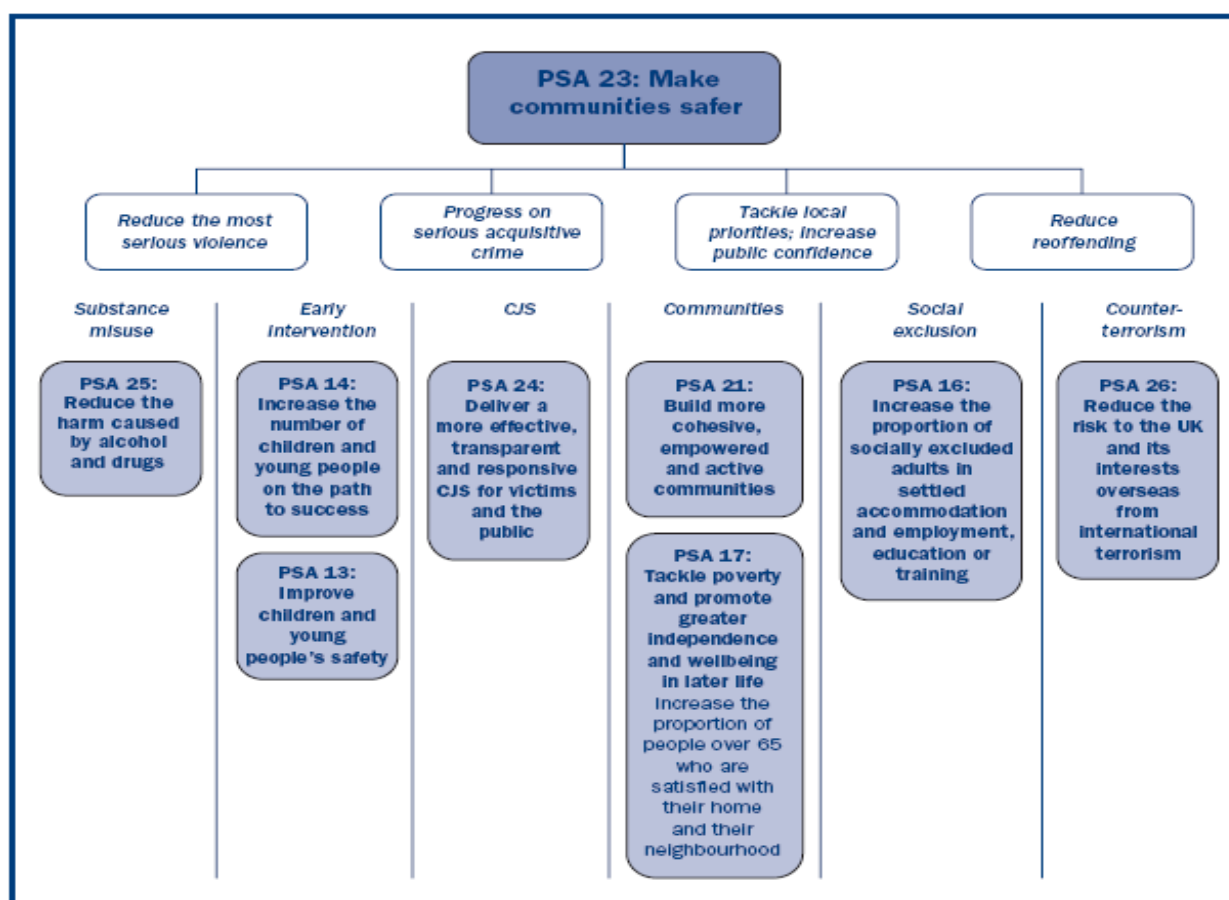 PSA 23: Make
communities safer
Reduce the most
serious violence
Progress on
serious acquisitive
crime
Tackle local
priorities; increase
public confidence
Reduce
reoffending
Substance
misuse
Early
intervention
CJS
Communities
Social
exclusion
Counter-
terrorism
PSA 25:
Reduce the
harm caused
by alcohol
and drugs
PSA 14:
Increase the
number of
children and
young people
on the path
to success
PSA 13:
Improve
children and
young
people's safety
PSA 24:
Deliver a
more effective,
transparent
and responsive
CJS for victims
and the
public
PSA 21:
Build more
cohesive,
empowered
and active
communities
PSA 17:
Tackle poverty
and promote
greater
independence
and wellbeing
in later life
Increase the
proportion of
people over 65
who are
satisfied with
their home
and their
neighbourhood
PSA 16:
Increase the
proportion of
socially excluded
adults in
settled
accommodation
and employment,
education or
training
PSA 26:
Reduce the
risk to the UK
and its
interests
overseas
from
international
terrorism